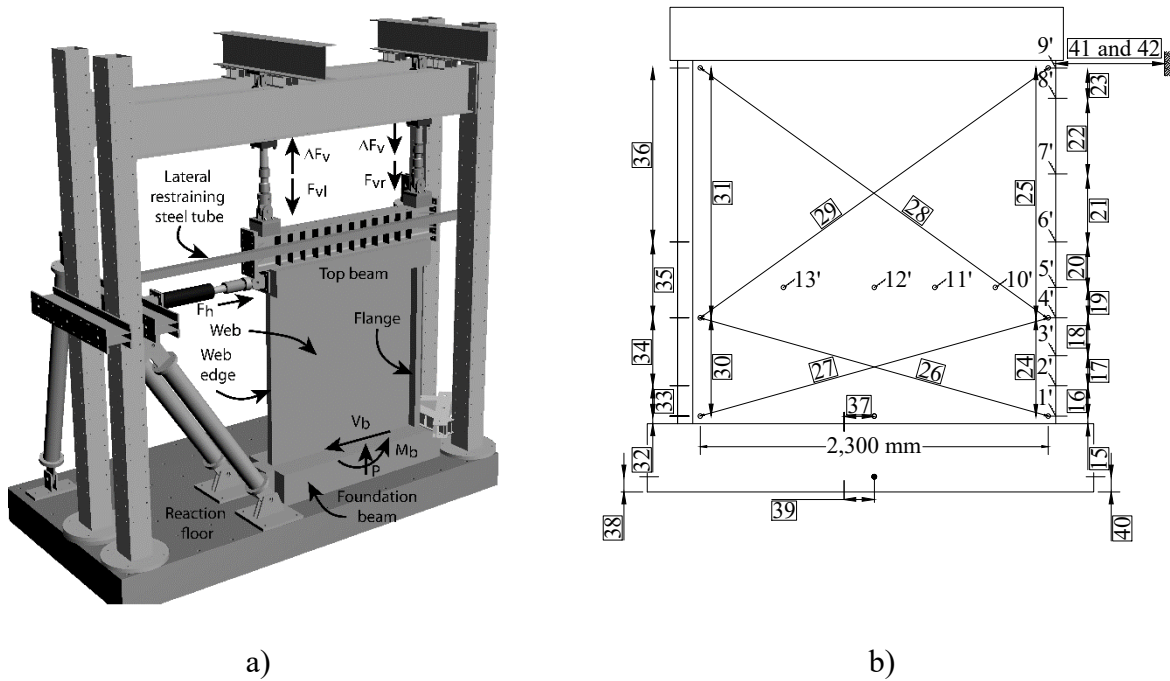 ΔFv
Fvl
ΔFv
Fvr
Lateral
restraining
steel tube
Top beam
Fh
Web
Flange
Web
edge
Vb
Mb
P
Foundation
beam
Reaction
floor
a)
9'
41 and 42
8'
23
22
36
31
25
7'
29
28
21
6'
35
20
13'
12'
11'
10'
5'
19
4'
34
18
3'
30
27
26
24
17
2'
33
37
16
1'
2,300 mm
32
15
39
38
40
b)